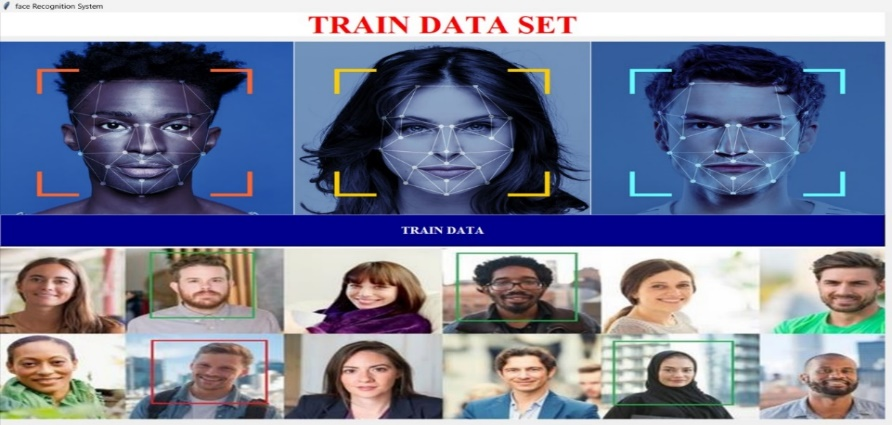 face Recognition System
TRAIN DATA SET
TRAIN DATA